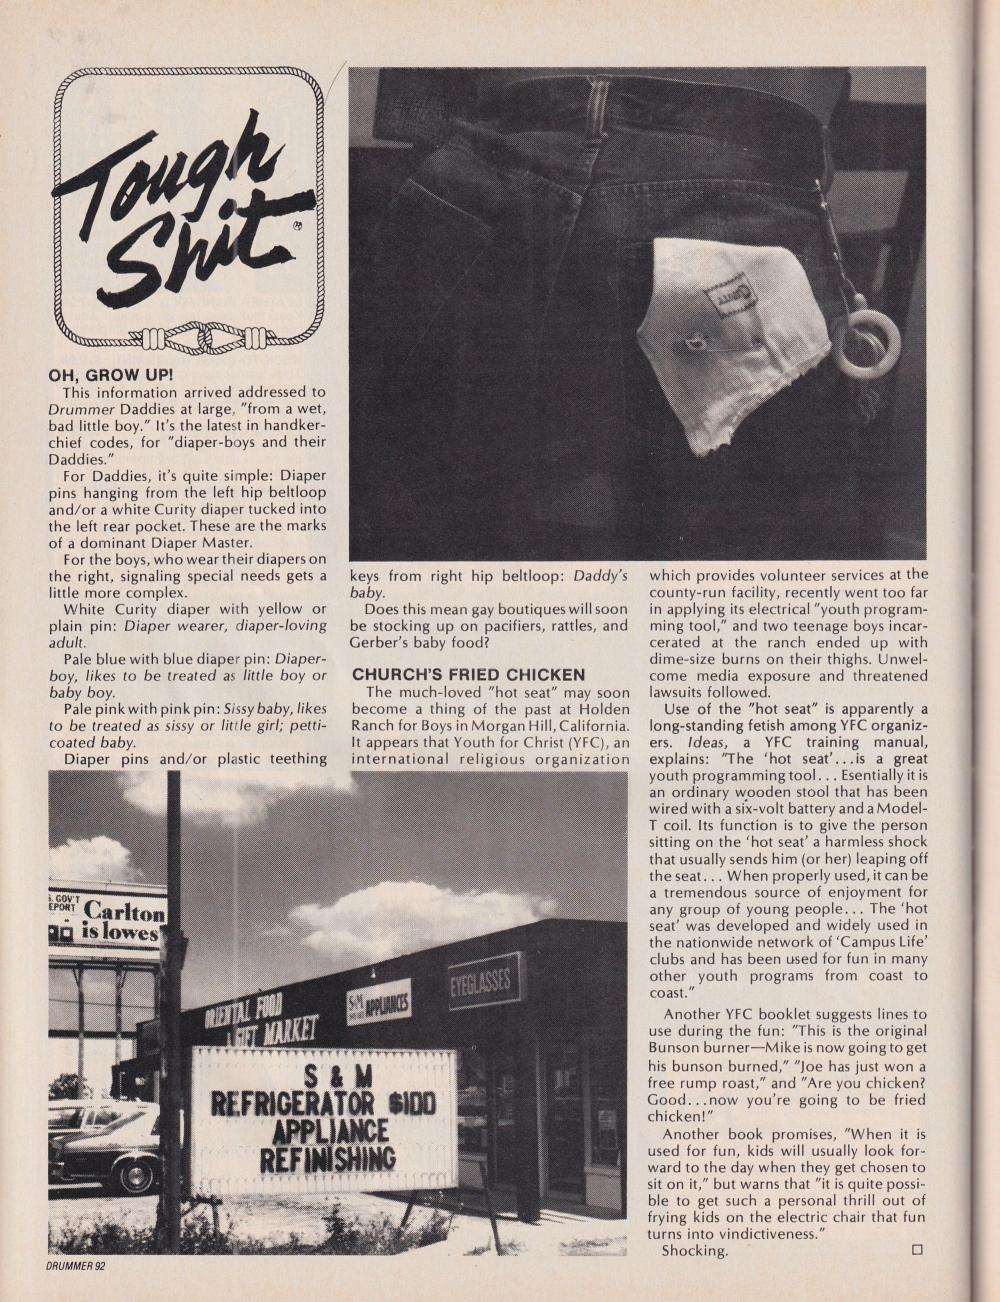 Tough
Shit
OH, GROW UP!
This information arrived addressed to
Drummer Daddies at large, "from a wet,
bad little boy." It's the latest in handker-
chief codes, for "diaper-boys and their
Daddies."
For Daddies, it's quite simple: Diaper
pins hanging from the left hip beltloop
and/or a white Curity diaper tucked into
the left rear pocket. These are the marks
of a dominant Diaper Master.
For the boys, who wear their diapers on
the right, signaling special needs gets a
little more complex.
White Curity diaper with yellow or
plain pin: Diaper wearer, diaper-loving
adult.
Pale blue with blue diaper pin: Diaper-
boy, likes to be treated as little boy or
baby boy.
Pale pink with pink pin: Sissy baby, likes
to be treated as sissy or little girl; petti-
coated baby.
Diaper pins and/or plastic teething
Curity
keys from right hip beltloop: Daddy's
baby.
Does this mean gay boutiques will soon
be stocking up on pacifiers, rattles, and
Gerber's baby food?
CHURCH'S FRIED CHICKEN
The much-loved "hot seat" may soon
become a thing of the past at Holden
Ranch for Boys in Morgan Hill, California.
It appears that Youth for Christ (YFC), an
international religious organization
which provides volunteer services at the
county-run facility, recently went too far
in applying its electrical "youth program-
ming tool," and two teenage boys incar-
cerated at the ranch ended up with
dime-size burns on their thighs. Unwel-
come media exposure and threatened
lawsuits followed.
Use of the "hot seat" is apparently a
long-standing fetish among YFC organiz-
ers. Ideas, a YFC training manual,
explains: "The 'hot seat'...is a great
youth programming tool... Esentially it is
an ordinary wooden stool that has been
wired with a six-volt battery and a Model-
T coil. Its function is to give the person
sitting on the 'hot seat' a harmless shock
that usually sends him (or her) leaping off
the seat... When properly used, it can be
a tremendous source of enjoyment for
any group of young people... The 'hot
seat' was developed and widely used in
the nationwide network of 'Campus Life'
clubs and has been used for fun in many
other youth programs from coast to
coast."
Another YFC booklet suggests lines to
use during the fun: "This is the original
Bunson burner—Mike is now going to get
his bunson burned," "Joe has just won a
free rump roast," and "Are you chicken?
Good...now you're going to be fried
chicken!"
Another book promises, "When it is
used for fun, kids will usually look for-
ward to the day when they get chosen to
sit on it," but warns that "it is quite possi-
ble to get such a personal thrill out of
frying kids on the electric chair that fun
turns into vindictiveness."
Shocking.
GOV'T
Carlton
is lowes
ORIENTAL FOOD
GIFT MARKET
S&M APPLIANCES
EYEGLASSES
S & M
REFRIGERATOR $100
APPLIANCE
REFINISHING
DRUMMER 92